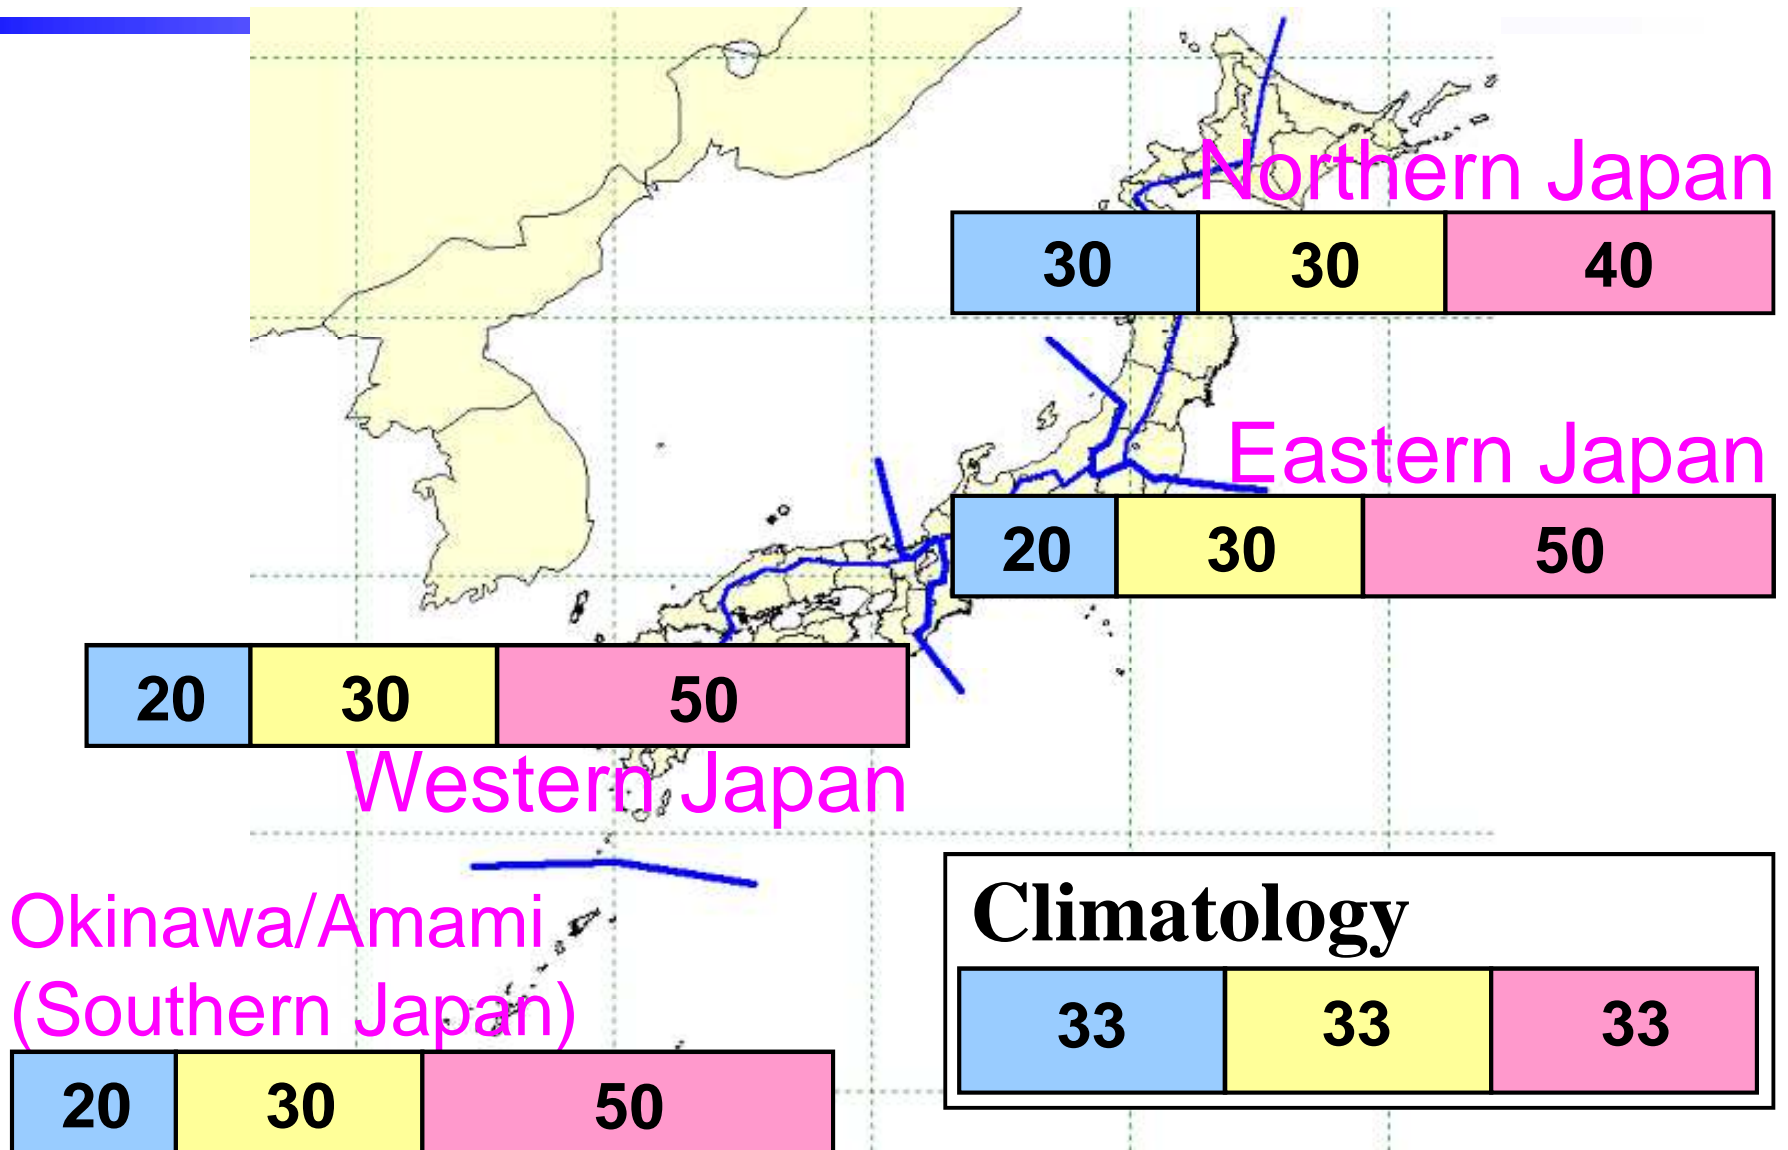 Northern Japan
30 30 40
Eastern Japan
20 30 50
20 30 50
Western Japan
Okinawa/Amami
(Southern Japan)
20 30 50
Climatology
33 33 33